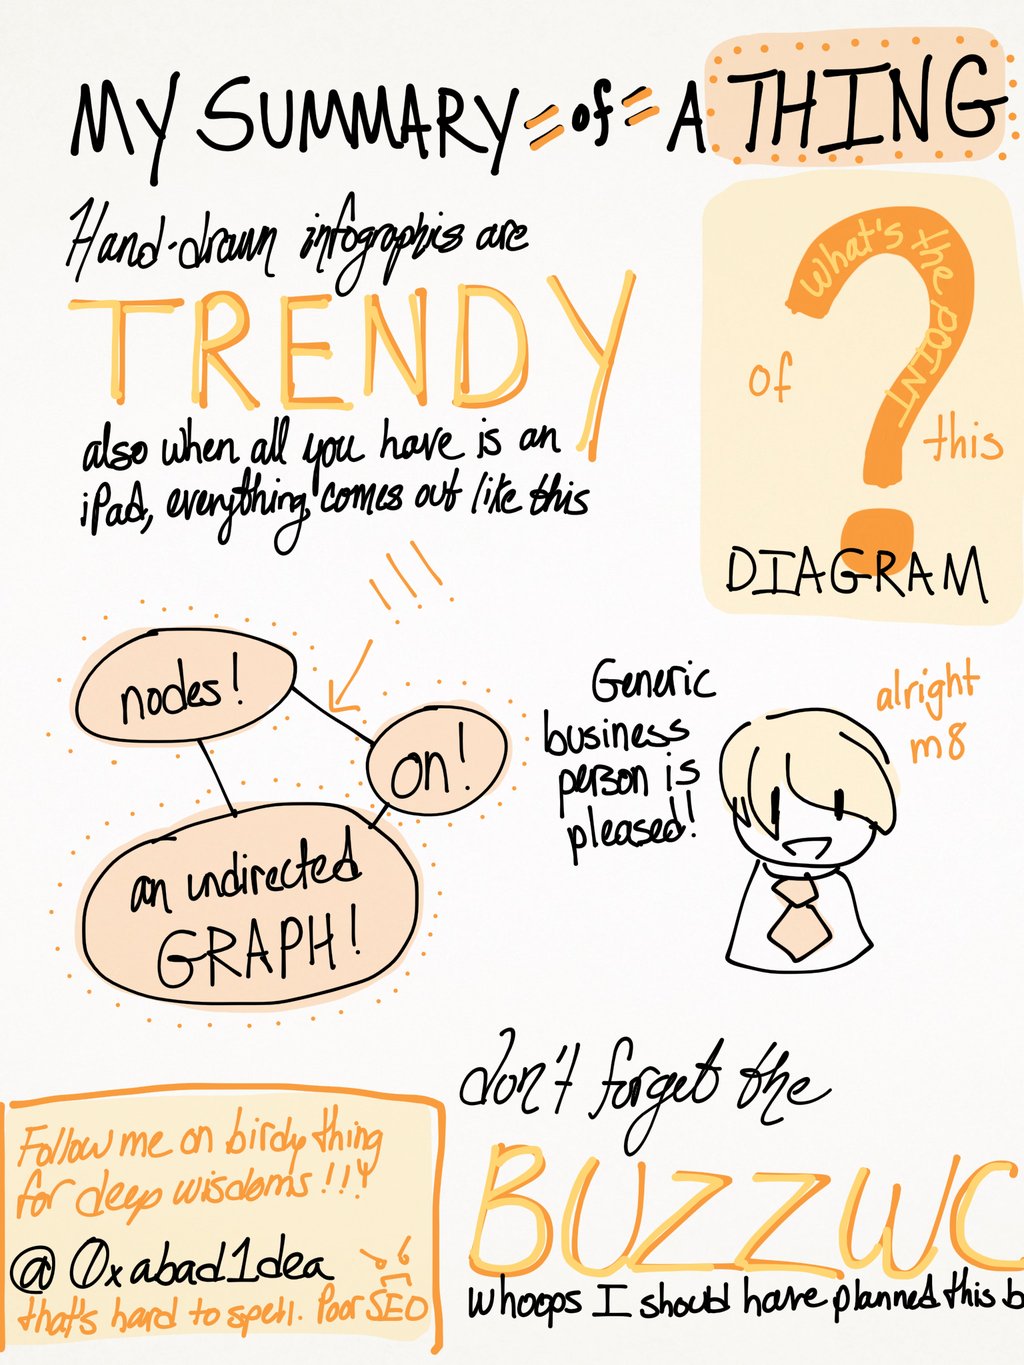 MY SUMMARY = of = A THING
Hand-drawn infographis are
TRENDY
also when all you have is an
iPad, everything comes out like this
What's the POINT
of
this
DIAGRAM
nodes!
on!
an undirected
GRAPH!
Generic
business
person is
pleased!
alright
m8
don't forget the
BUZZWO
whoops I should have planned this b
Follow me on birdy thing
for deep wisdoms!!!
@0xabad1dea
that's hard to spell. Poor SEO